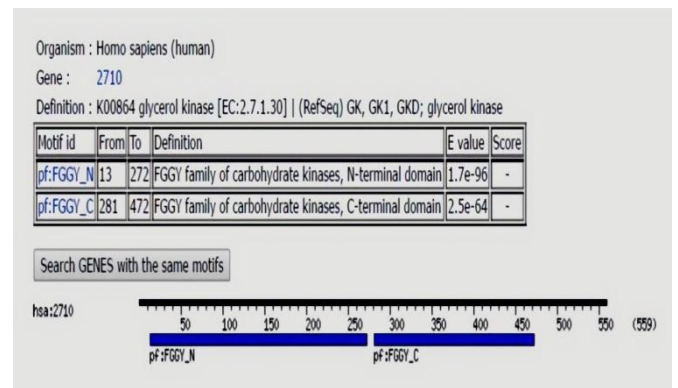 Organism : Homo sapiens (human)
Gene : 2710
Definition : K00864 glycerol kinase [EC:2.7.1.30] | (RefSeq) GK, GK1, GKD; glycerol kinase
Motif id From To Definition E value Score
pf:FGGY_N 13 272 FGGY family of carbohydrate kinases, N-terminal domain 1.7e-96 -
pf:FGGY_C 281 472 FGGY family of carbohydrate kinases, C-terminal domain 2.5e-64 -
Search GENES with the same motifs
hsa:2710
50 100 150 200 250 300 350 400 450 500 550 (559)
pf:FGGY_N pf:FGGY_C